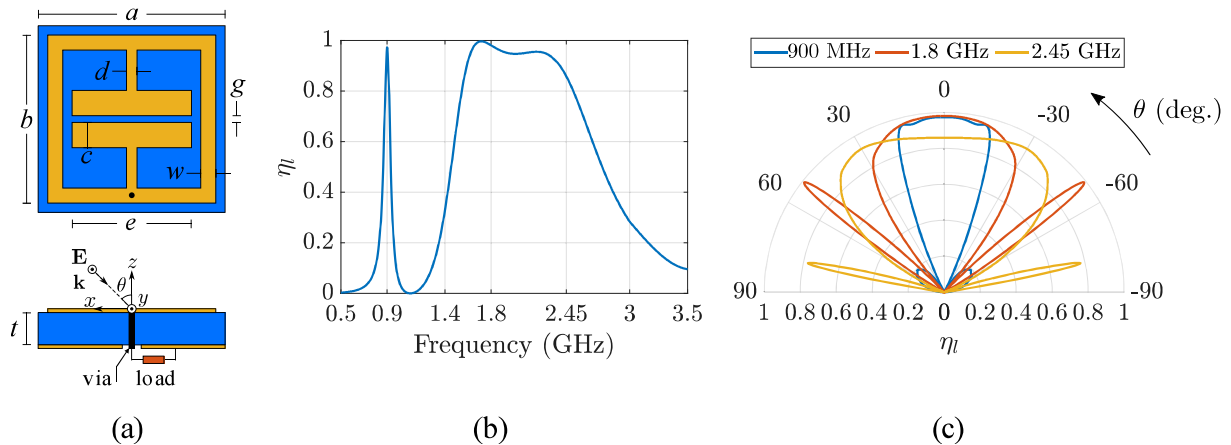 a
b
d
g
c
w
e
E
k
θ
z
x
y
t
via
load
(a)
1
0.8
0.6
0.4
0.2
0
η_l
0.5 0.9 1.4 1.8 2.45 3 3.5
Frequency (GHz)
(b)
900 MHz 1.8 GHz 2.45 GHz
0
30 -30
θ (deg.)
60 -60
90 -90
1 0.8 0.6 0.4 0.2 0 0.2 0.4 0.6 0.8 1
η_l
(c)